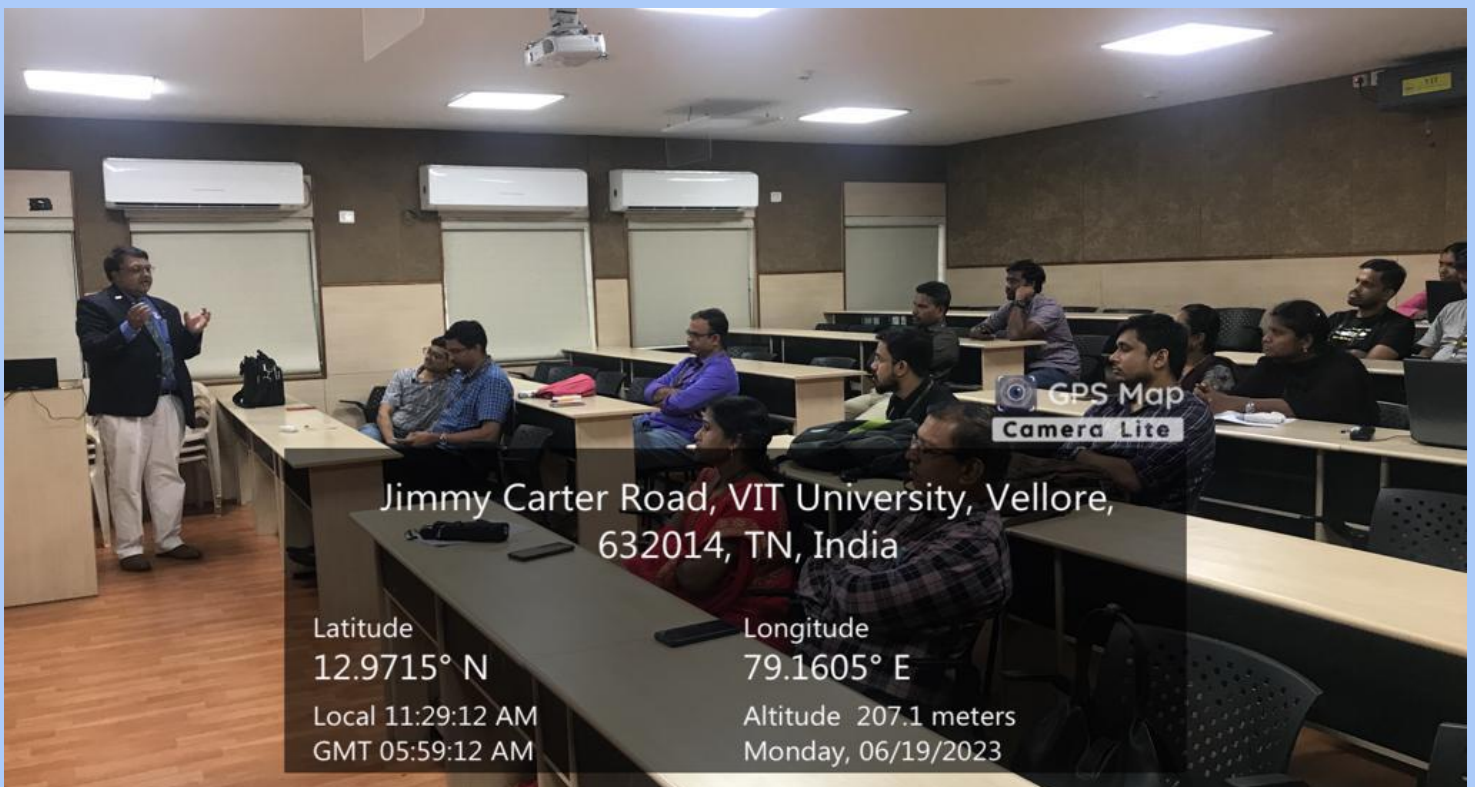 GPS Map
Camera Lite
Jimmy Carter Road, VIT University, Vellore,
632014, TN, India
Latitude
12.9715° N
Longitude
79.1605° E
Local 11:29:12 AM
GMT 05:59:12 AM
Altitude 207.1 meters
Monday, 06/19/2023